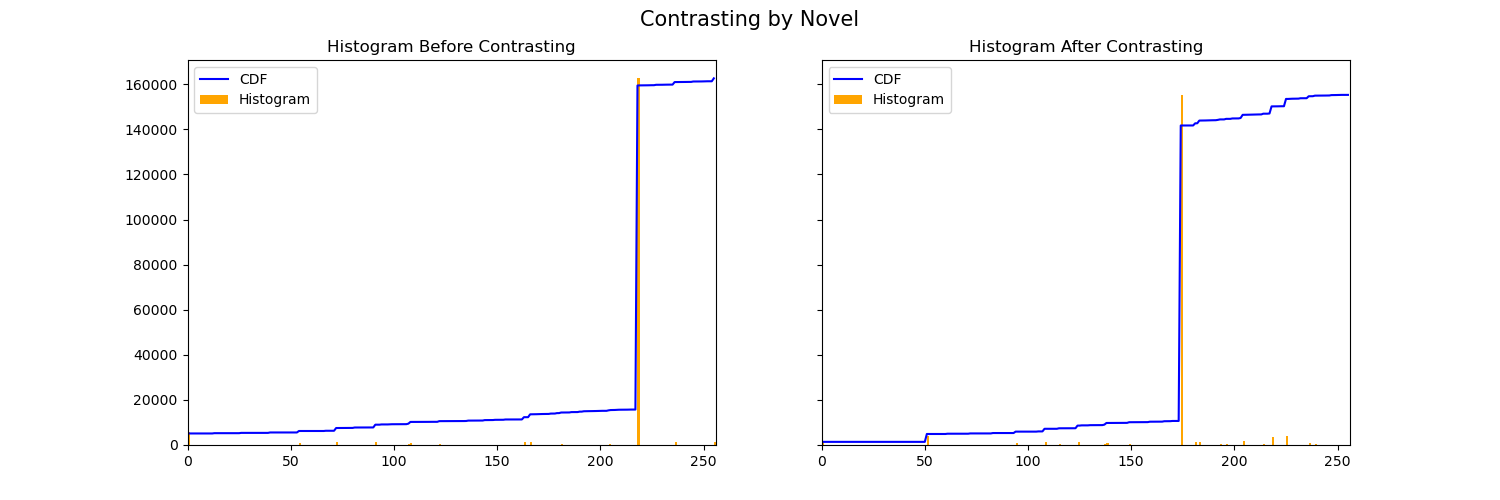 Contrasting by Novel
Histogram Before Contrasting
CDF
Histogram
160000
140000
120000
100000
80000
60000
40000
20000
0
0 50 100 150 200 250
Histogram After Contrasting
CDF
Histogram
0 50 100 150 200 250